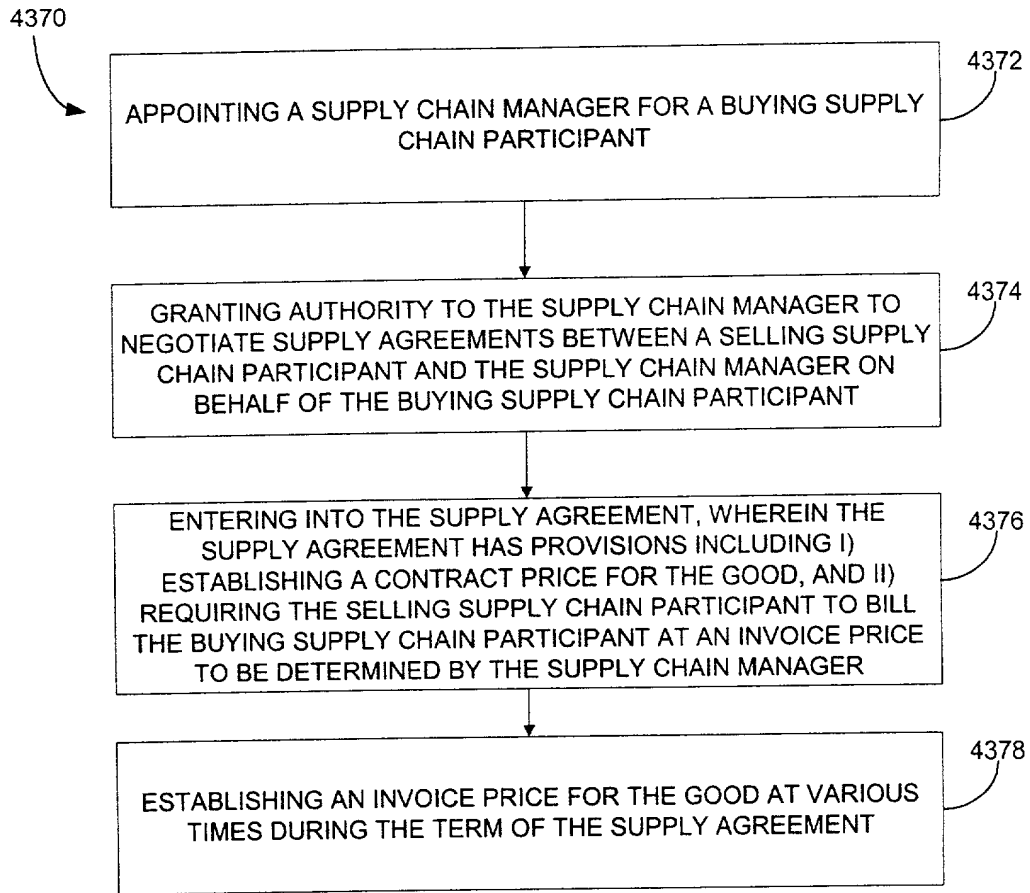 4370
4372
APPOINTING A SUPPLY CHAIN MANAGER FOR A BUYING SUPPLY
CHAIN PARTICIPANT
4374
GRANTING AUTHORITY TO THE SUPPLY CHAIN MANAGER TO
NEGOTIATE SUPPLY AGREEMENTS BETWEEN A SELLING SUPPLY
CHAIN PARTICIPANT AND THE SUPPLY CHAIN MANAGER ON
BEHALF OF THE BUYING SUPPLY CHAIN PARTICIPANT
4376
ENTERING INTO THE SUPPLY AGREEMENT, WHEREIN THE
SUPPLY AGREEMENT HAS PROVISIONS INCLUDING I)
ESTABLISHING A CONTRACT PRICE FOR THE GOOD, AND II)
REQUIRING THE SELLING SUPPLY CHAIN PARTICIPANT TO BILL
THE BUYING SUPPLY CHAIN PARTICIPANT AT AN INVOICE PRICE
TO BE DETERMINED BY THE SUPPLY CHAIN MANAGER
4378
ESTABLISHING AN INVOICE PRICE FOR THE GOOD AT VARIOUS
TIMES DURING THE TERM OF THE SUPPLY AGREEMENT